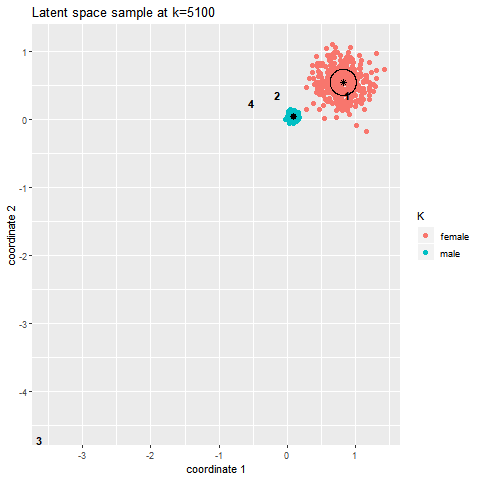 Latent space sample at k=5100
1
2
4
1
0
-1
-2
-3
-4
3
-3
-2
-1
0
1
coordinate 1
coordinate 2
K
female
male